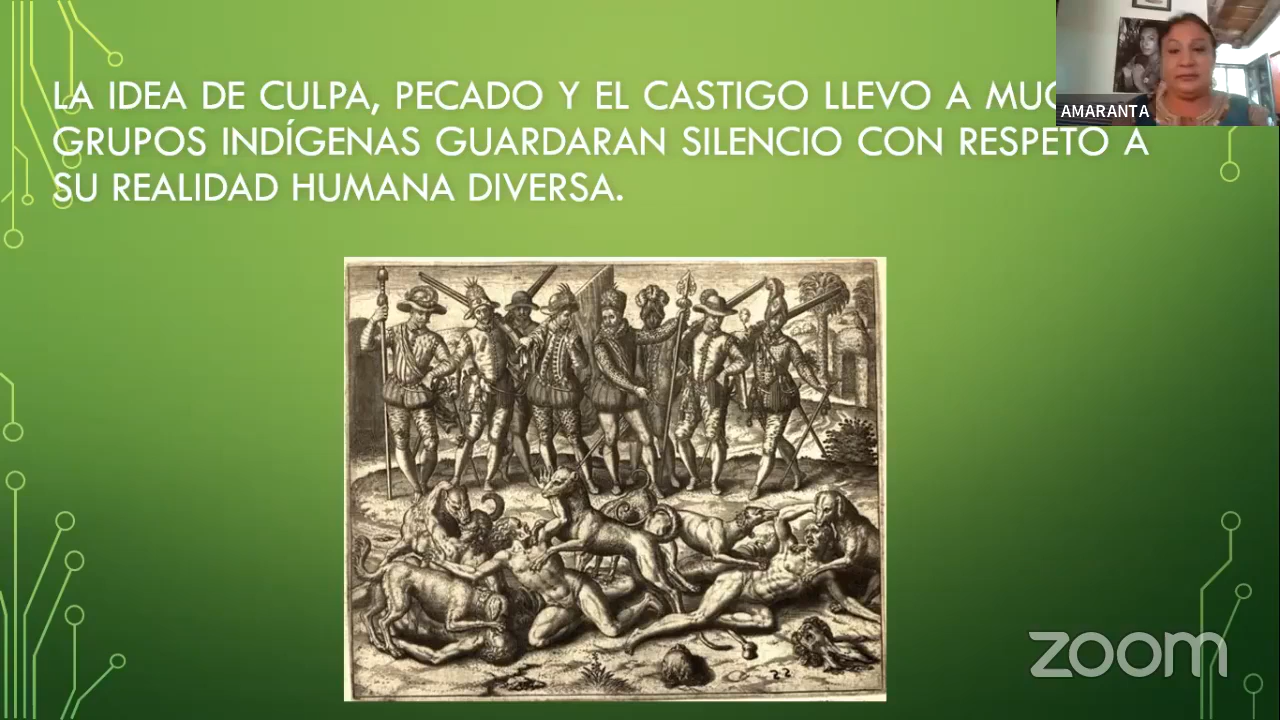 LA IDEA DE CULPA, PECADO Y EL CASTIGO LLEVO A
GRUPOS INDÍGENAS GUARDARAN SILENCIO CON RESPETO A
SU REALIDAD HUMANA DIVERSA.
AMARANTA
22
zoom